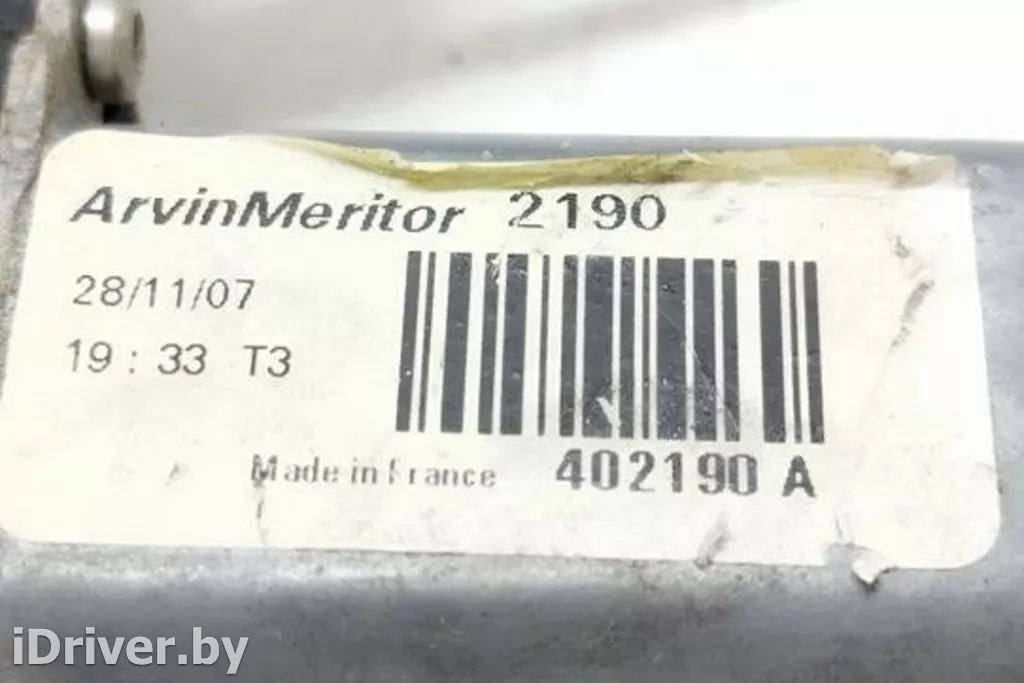 ArvinMeritor 2190
28/11/07
19 : 33 T3
Made in France 402190 A
iDriver.by